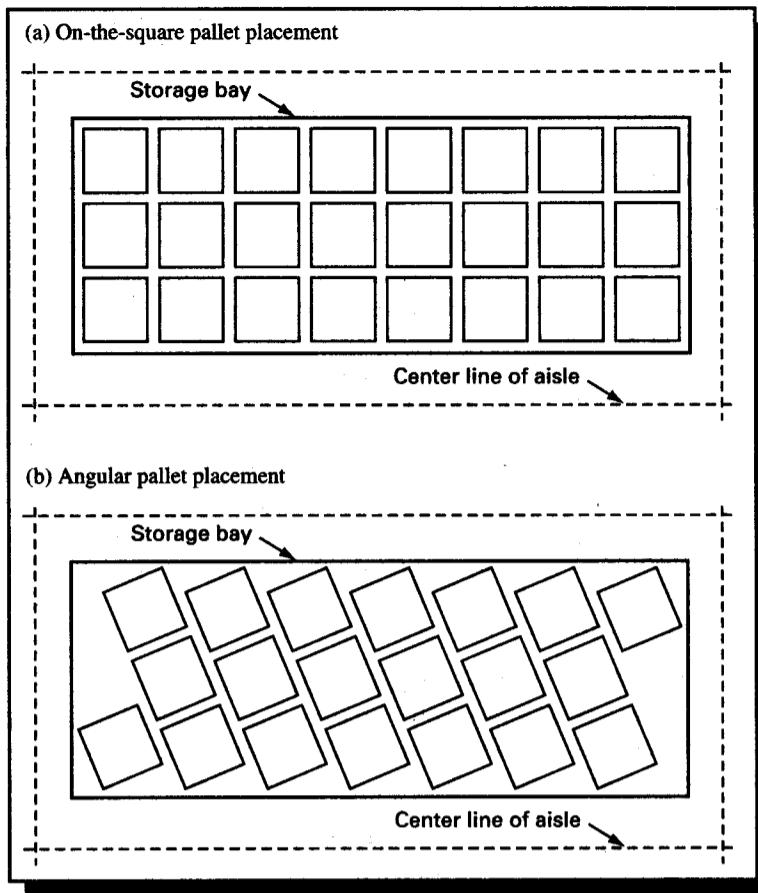 (a) On-the-square pallet placement
Storage bay
Center line of aisle
(b) Angular pallet placement
Storage bay
Center line of aisle